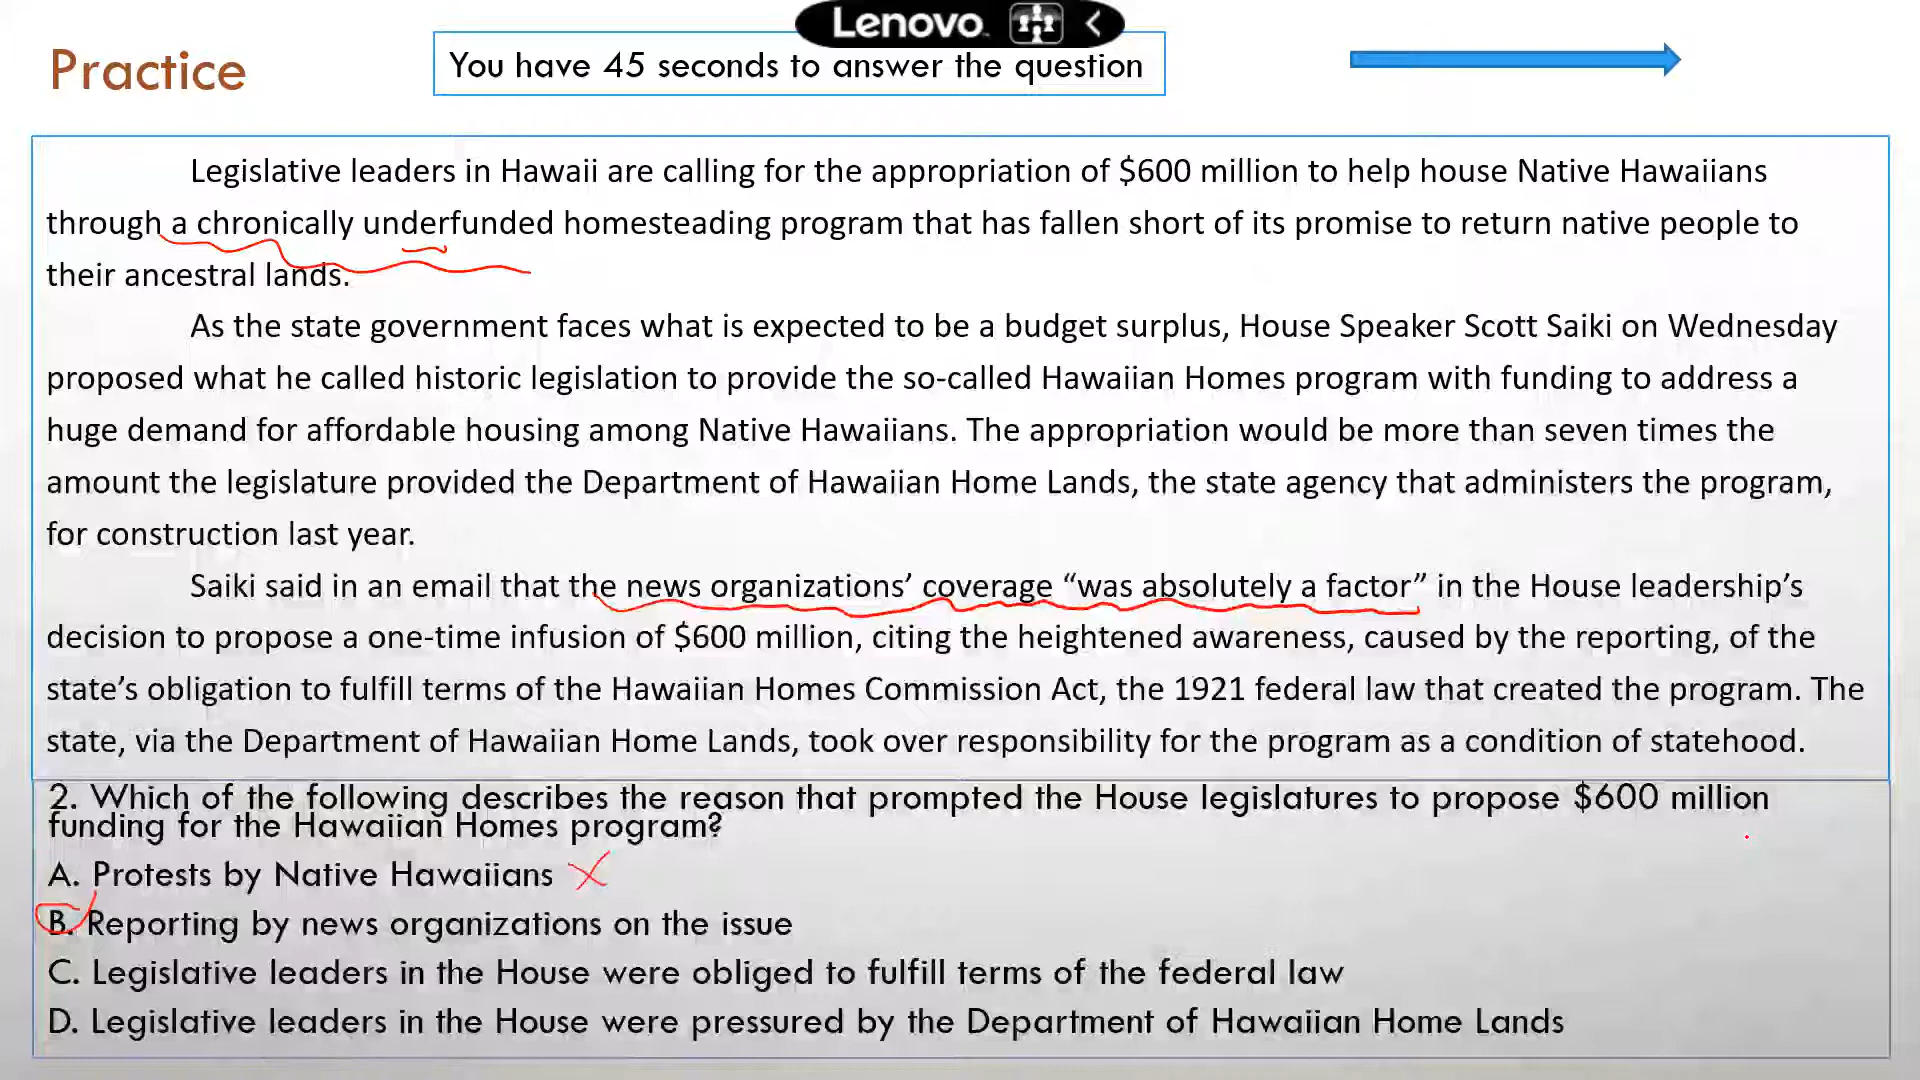 Lenovo
Practice
You have 45 seconds to answer the question
Legislative leaders in Hawaii are calling for the appropriation of $600 million to help house Native Hawaiians
through a chronically underfunded homesteading program that has fallen short of its promise to return native people to
their ancestral lands.
As the state government faces what is expected to be a budget surplus, House Speaker Scott Saiki on Wednesday
proposed what he called historic legislation to provide the so-called Hawaiian Homes program with funding to address a
huge demand for affordable housing among Native Hawaiians. The appropriation would be more than seven times the
amount the legislature provided the Department of Hawaiian Home Lands, the state agency that administers the program,
for construction last year.
Saiki said in an email that the news organizations’ coverage “was absolutely a factor” in the House leadership’s
decision to propose a one-time infusion of $600 million, citing the heightened awareness, caused by the reporting, of the
state’s obligation to fulfill terms of the Hawaiian Homes Commission Act, the 1921 federal law that created the program. The
state, via the Department of Hawaiian Home Lands, took over responsibility for the program as a condition of statehood.
2. Which of the following describes the reason that prompted the House legislatures to propose $600 million
funding for the Hawaiian Homes program?
A. Protests by Native Hawaiians
B. Reporting by news organizations on the issue
C. Legislative leaders in the House were obliged to fulfill terms of the federal law
D. Legislative leaders in the House were pressured by the Department of Hawaiian Home Lands